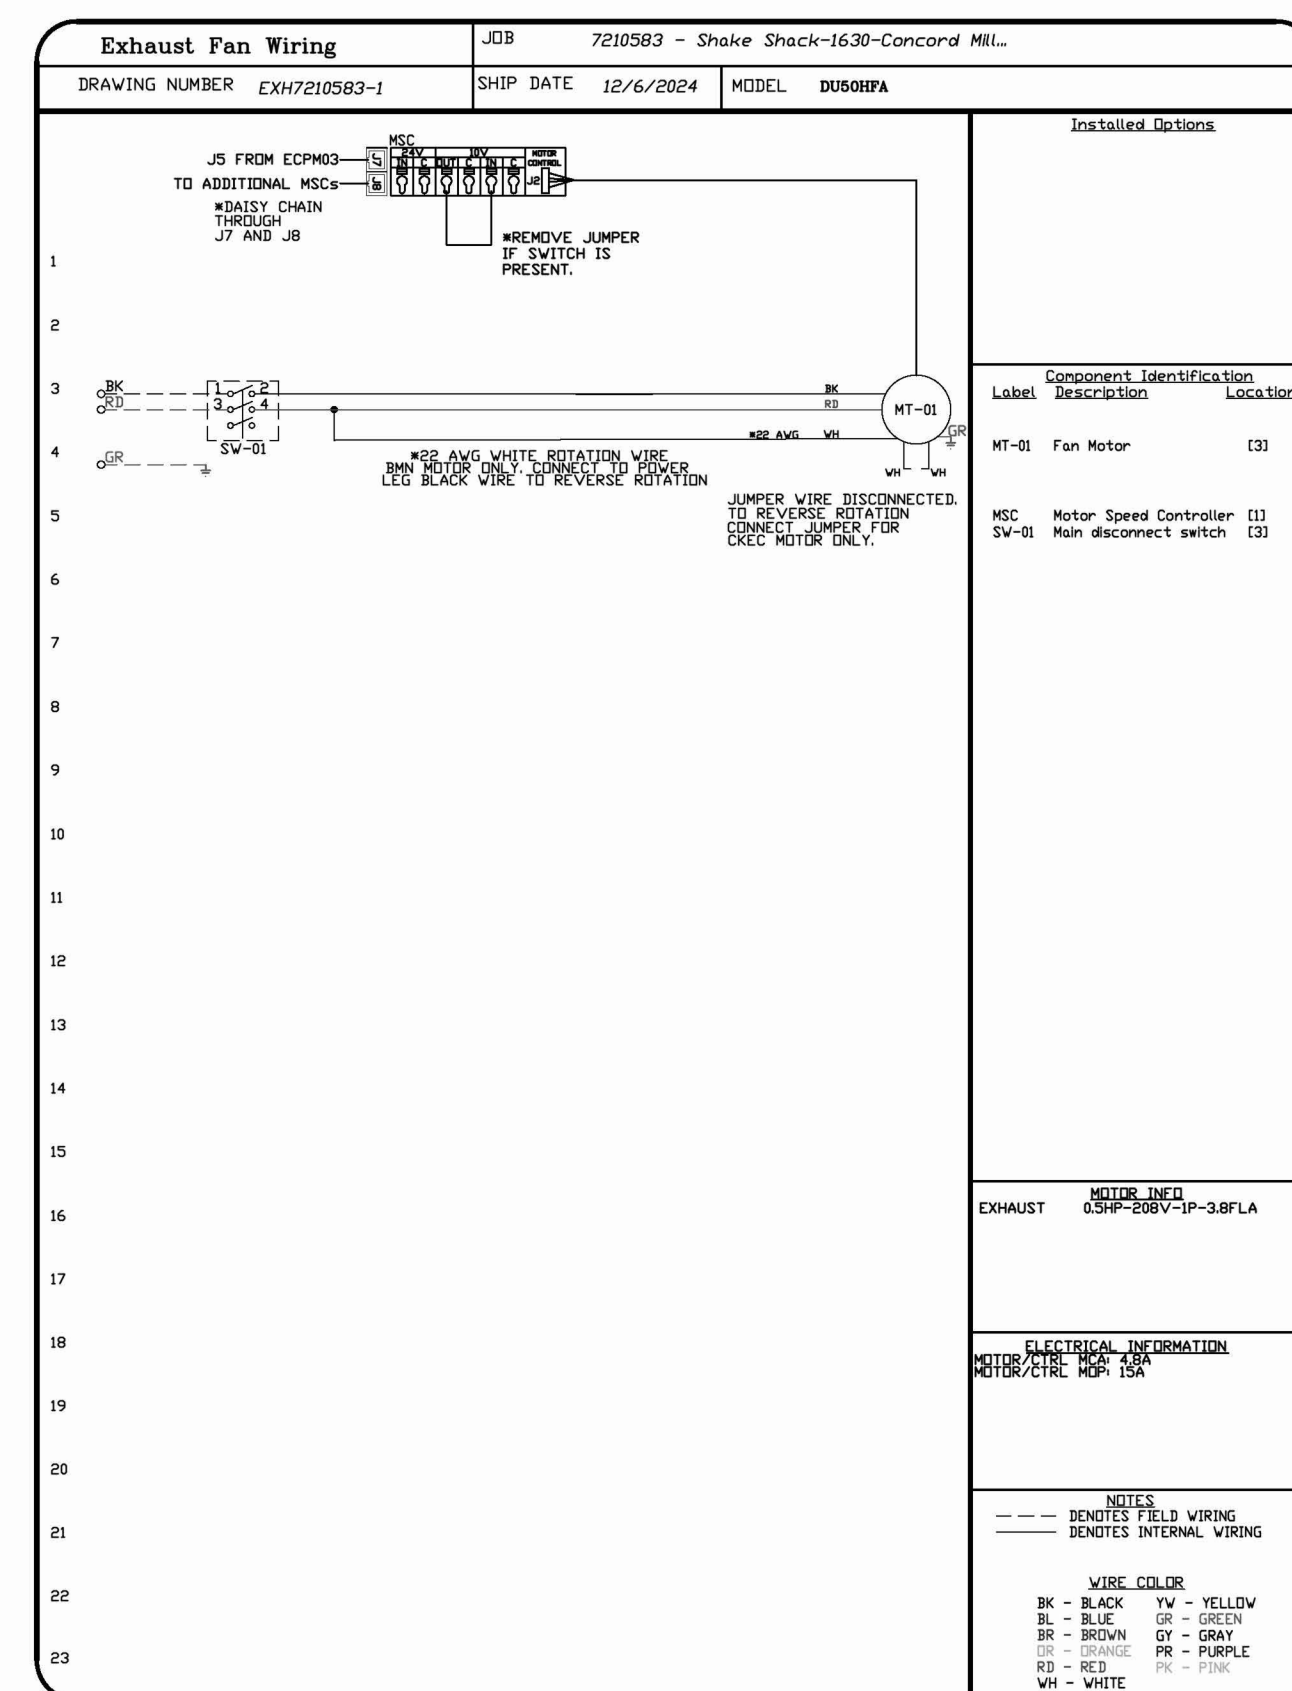 Exhaust Fan Wiring
JOB 7210583 - Shake Shack-1630-Concord Mill...
DRAWING NUMBER EXH7210583-1
SHIP DATE 12/6/2024
MODEL DU50HFA
MSC
24V 10V MOTOR CONTROL
IN C OUT C IN C
J7
J8
J2
J5 FROM ECPM03
TO ADDITIONAL MSCs
*DAISY CHAIN
THROUGH
J7 AND J8
*REMOVE JUMPER
IF SWITCH IS
PRESENT.
1
2
3
4
5
6
7
8
9
10
11
12
13
14
15
16
17
18
19
20
21
22
23
BK
RD
GR
1 2
3 4
SW-01
BK
RD
*22 AWG WH
MT-01
GR
WH WH
*22 AWG WHITE ROTATION WIRE
BMN MOTOR ONLY. CONNECT TO POWER
LEG BLACK WIRE TO REVERSE ROTATION
JUMPER WIRE DISCONNECTED.
TO REVERSE ROTATION
CONNECT JUMPER FOR
CKEC MOTOR ONLY.
Installed Options
Component Identification
Label Description Location
MT-01 Fan Motor [3]
MSC Motor Speed Controller [1]
SW-01 Main disconnect switch [3]
MOTOR INFO
EXHAUST 0.5HP-208V-1P-3.8FLA
ELECTRICAL INFORMATION
MOTOR/CTRL MCA: 4.8A
MOTOR/CTRL MOP: 15A
NOTES
DENOTES FIELD WIRING
DENOTES INTERNAL WIRING
WIRE COLOR
BK - BLACK YW - YELLOW
BL - BLUE GR - GREEN
BR - BROWN GY - GRAY
OR - ORANGE PR - PURPLE
RD - RED PK - PINK
WH - WHITE